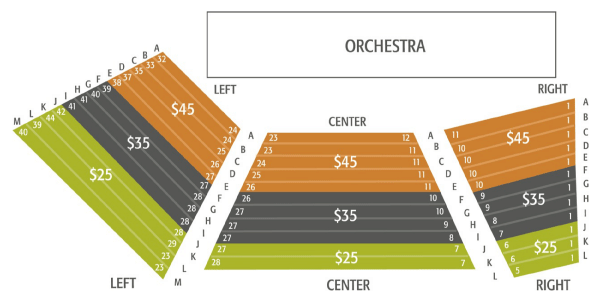 ORCHESTRA
M L K J I H G F E D C B A
40 39 44 42 41 41 40 39 38 37 35 33 32
$45
$35
$25
24
24
25
25
26
27
27
28
28
29
23
23
LEFT
LEFT
A
B
C
D
E
F
G
H
I
J
K
L
M
CENTER
23 12
23 11
24 11
25 11
26 11
26 10
27 10
27 9
27 8
27 7
28 7
$45
$35
$25
CENTER
A
B
C
D
E
F
G
H
I
J
K
L
RIGHT
11 1
10 1
10 1
10 1
10 1
9 1
9 1
8 1
7 1
6 1
6 1
5 1
$45
$35
$25
A
B
C
D
E
F
G
H
I
J
K
L
RIGHT